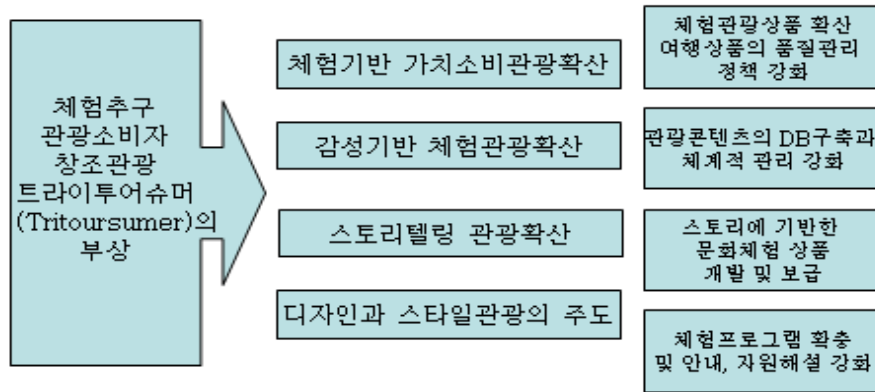 체험추구
관광소비자
창조관광
트라이투어슈머
(Tritoursumer)의
부상
체험기반 가치소비관광확산
감성기반 체험관광확산
스토리텔링 관광확산
디자인과 스타일관광의 주도
체험관광상품 확산
여행상품의 품질관리
정책 강화
관광콘텐츠의 DB구축과
체계적 관리 강화
스토리에 기반한
문화체험 상품
개발 및 보급
체험프로그램 확충
및 안내, 자원해설 강화